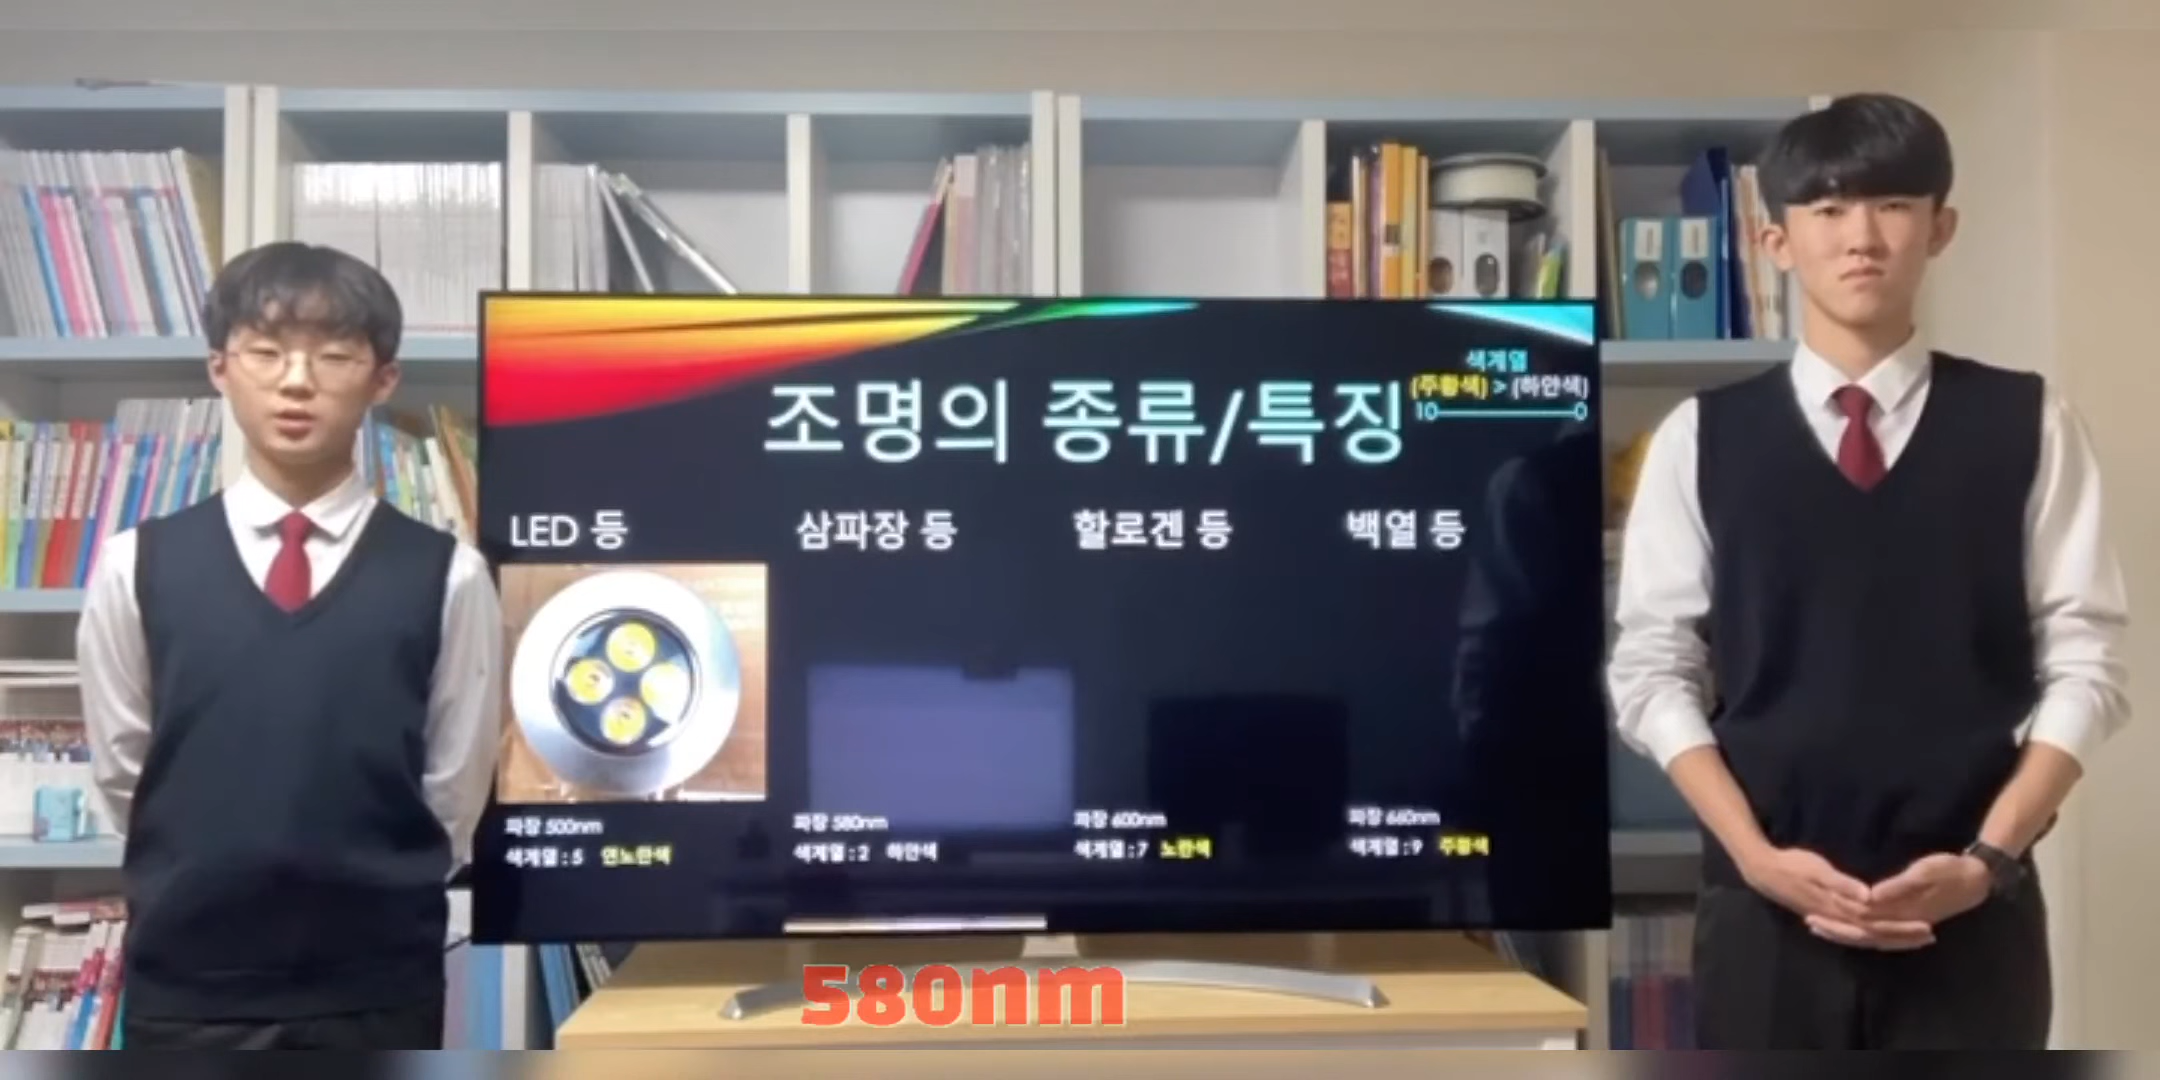 색계열
(주황색) > (하얀색)
10 0
조명의 종류/특징
LED 등
삼파장 등
할로겐 등
백열 등
파장 500nm
색계열 : 5 연노란색
파장 580nm
색계열 : 2 하얀색
파장 600nm
색계열 : 7 노란색
파장 660nm
색계열 : 9 주황색
580nm